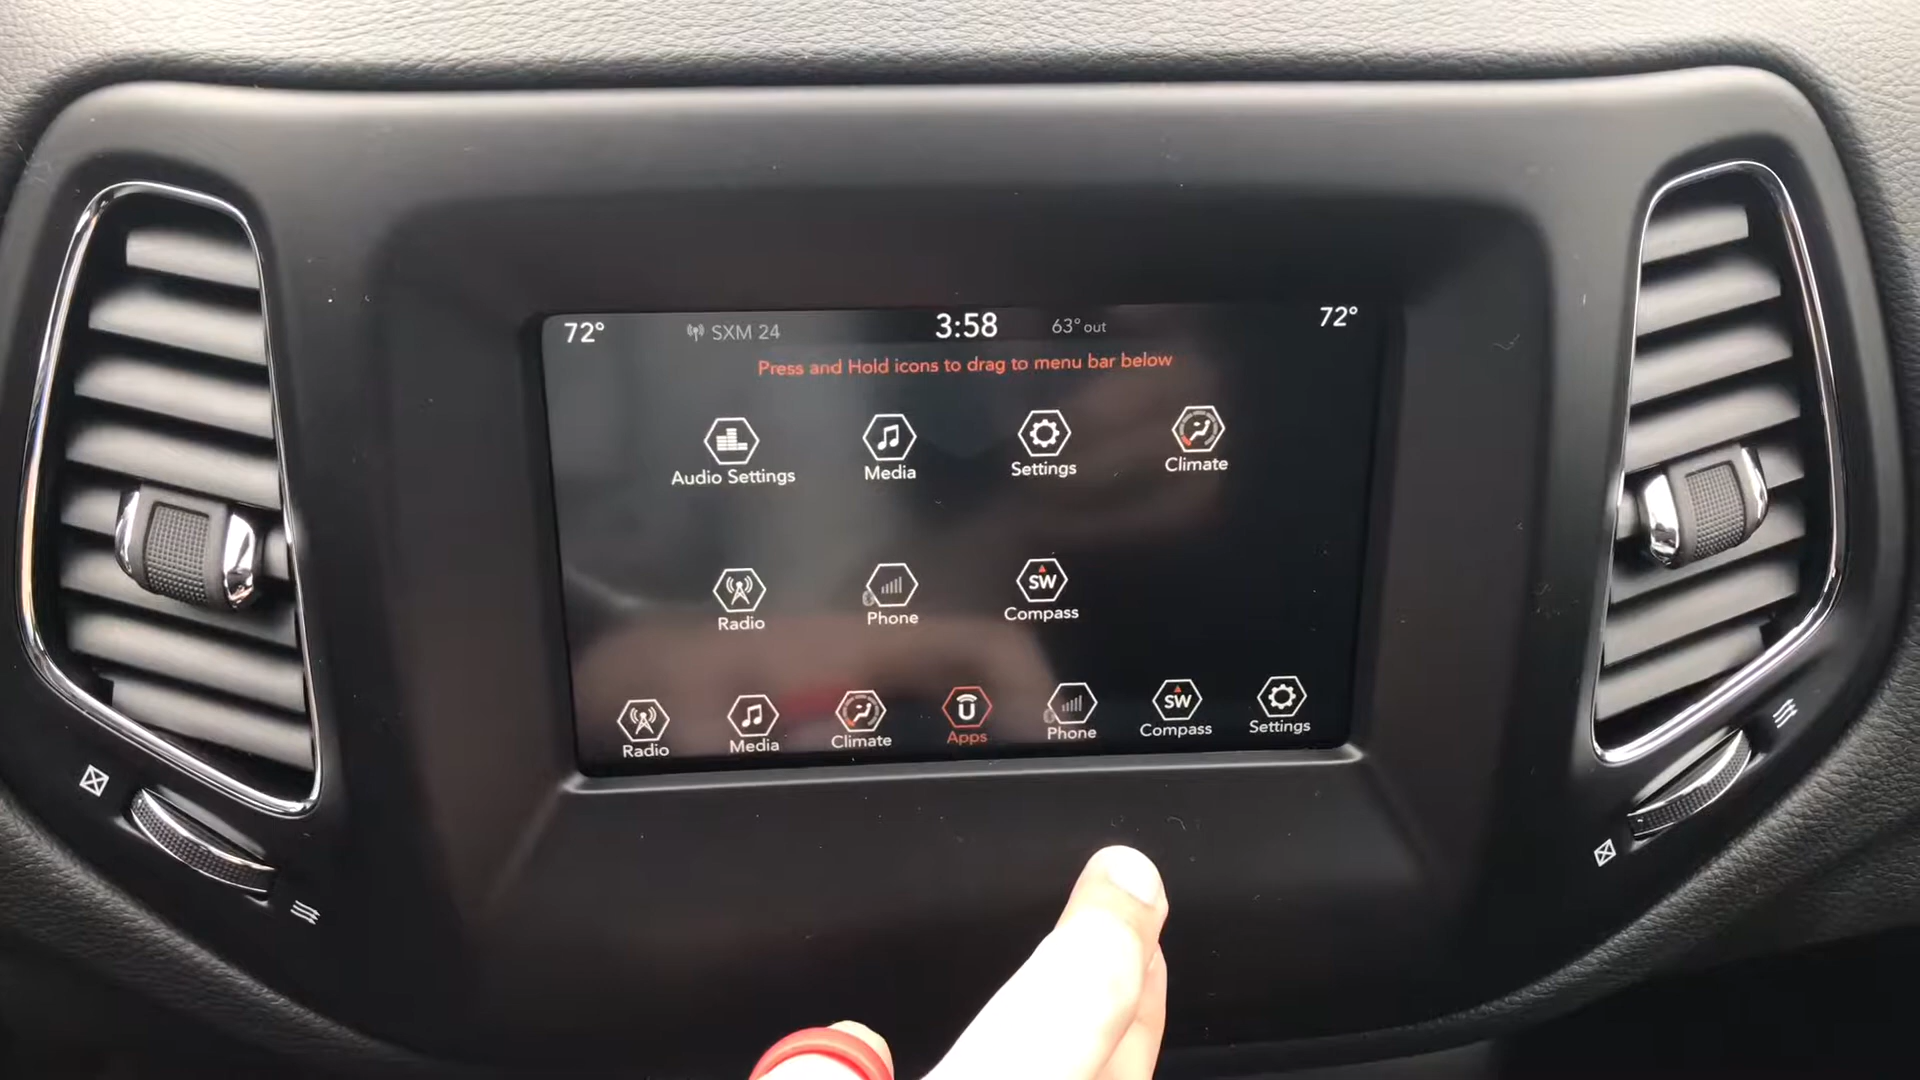 72° SXM 24 3:58 63° out 72°
Press and Hold icons to drag to menu bar below
Audio Settings Media Settings Climate
SW
Radio Phone Compass
U SW
Radio Media Climate Apps Phone Compass Settings